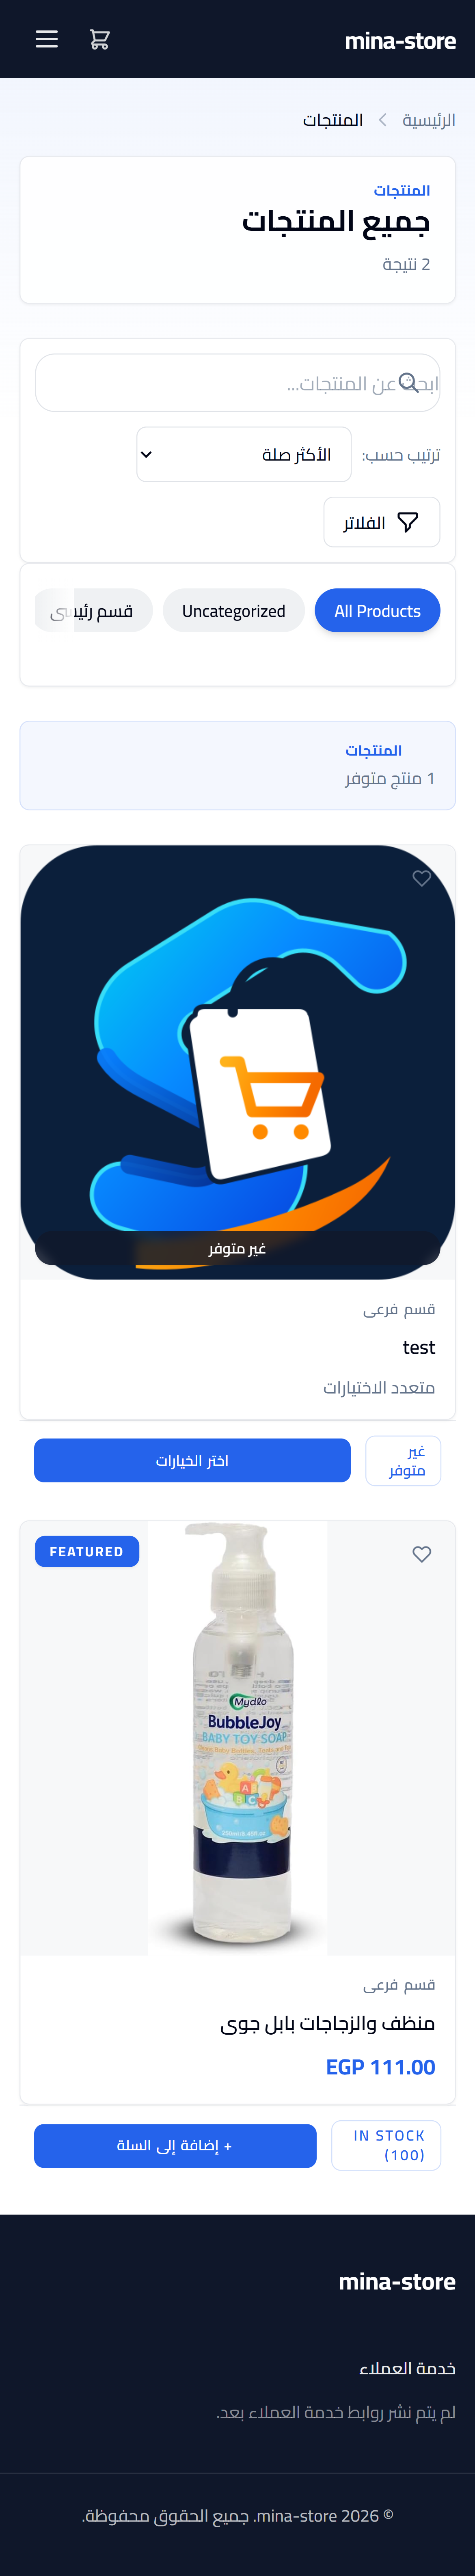 mina-store
الرئيسية
المنتجات
المنتجات
جميع المنتجات
2 نتيجة
ابحث عن المنتجات...
ترتيب حسب:
الأكثر صلة
الفلاتر
All Products
Uncategorized
قسم رئيسى
المنتجات
1 منتج متوفر
غير متوفر
قسم فرعى
test
متعدد الاختيارات
غير
متوفر
اختر الخيارات
FEATURED
Mydlo
BubbleJoy
BABY TOY SOAP
قسم فرعى
منظف والزجاجات بابل جوى
EGP 111.00
IN STOCK
(100)
+ إضافة إلى السلة
mina-store
خدمة العملاء
لم يتم نشر روابط خدمة العملاء بعد.
© 2026 mina-store. جميع الحقوق محفوظة.